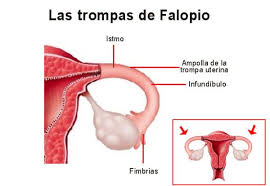 Las trompas de Falopio
Istmo
Ampolla de la
trompa uterina
Infundíbulo
Fimbrias